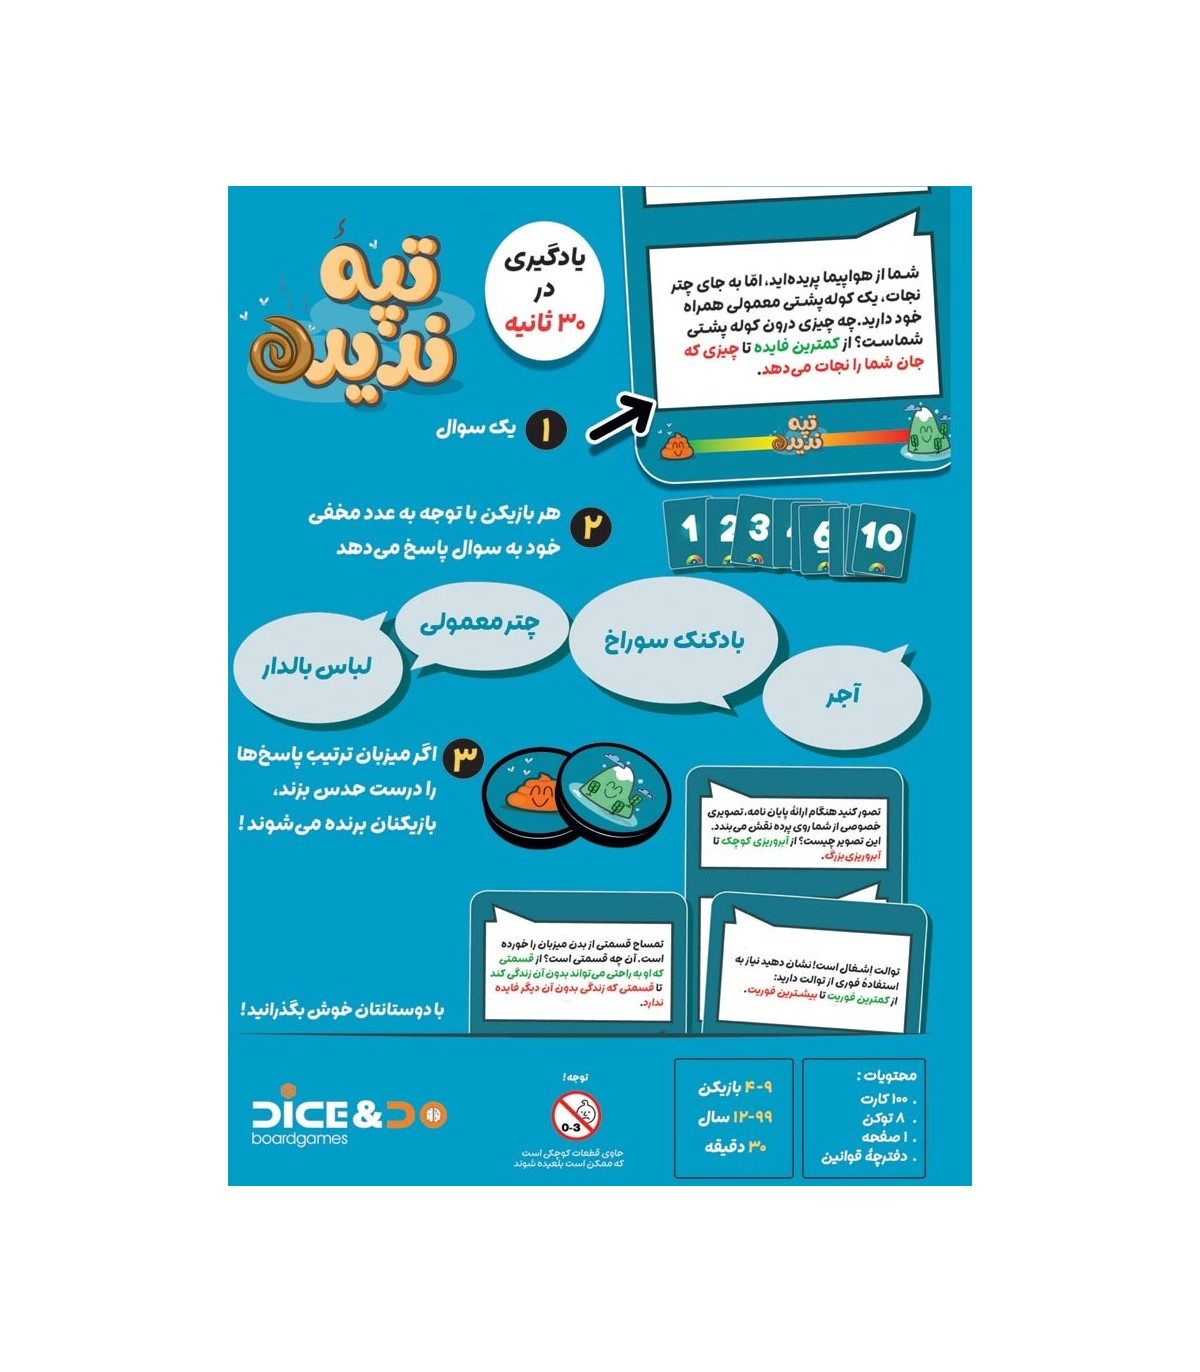 تپهٔ
ندیده
یادگیری
در
۳۰ ثانیه
شما از هواپیما پریده‌اید، امّا به جای چتر
نجات، یک کوله‌پشتی معمولی همراه
خود دارید.چه چیزی درون کوله پشتی
شماست؟ از کمترین فایده تا چیزی که
جان شما را نجات می‌دهد.
تپه
ندیده
۱
یک سوال
۲
هر بازیکن با توجه به عدد مخفی
خود به سوال پاسخ می‌دهد
1 2 3 6 10
آجر
بادکنک سوراخ
چتر معمولی
لباس بالدار
۳
اگر میزبان ترتیب پاسخ‌ها
را درست حدس بزند،
بازیکنان برنده می‌شوند!
تصور کنید هنگام ارائهٔ پایان نامه، تصویری
خصوصی از شما روی پرده نقش می‌بندد.
این تصویر چیست؟ از آبروریزی کوچک تا
آبروریزی بزرگ.
توالت اِشغال است! نشان دهید نیاز به
استفادهٔ فوری از توالت دارید:
از کمترین فوریت تا بیشترین فوریت.
تمساح قسمتی از بدن میزبان را خورده
است. آن چه قسمتی است؟ از قسمتی
که او به راحتی می‌تواند بدون آن زندگی کند
تا قسمتی که زندگی بدون آن دیگر فایده
ندارد.
با دوستانتان خوش بگذرانید!
محتویات :
. ۱۰۰ کارت
. ۸ توکن
. ۱ صفحه
. دفترچهٔ قوانین
۴-۹ بازیکن
۱۲-۹۹ سال
۳۰ دقیقه
توجه!
0-3
حاوی قطعات کوچکی است
که ممکن است بلعیده شوند
DICE & DO
boardgames